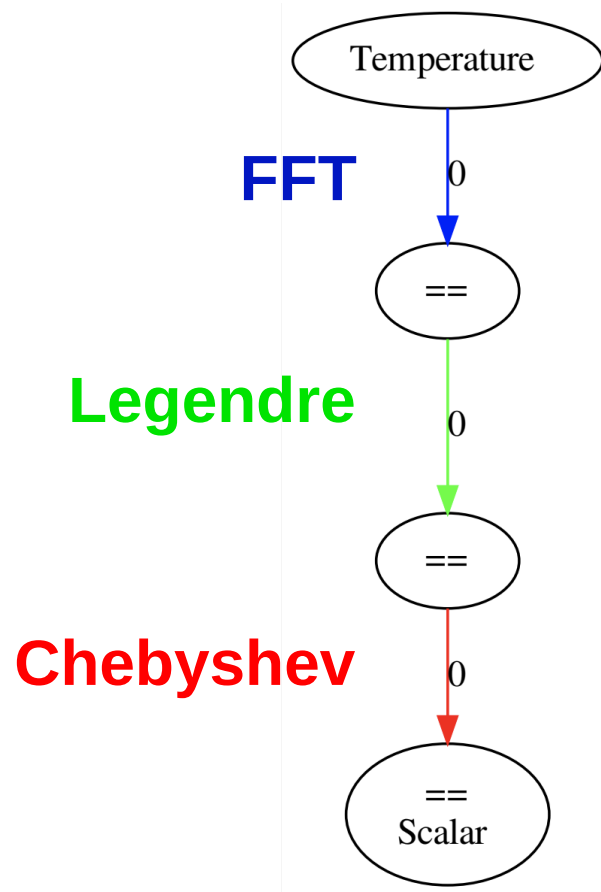 Temperature
FFT
0
==
Legendre
0
==
Chebyshev
0
==
Scalar